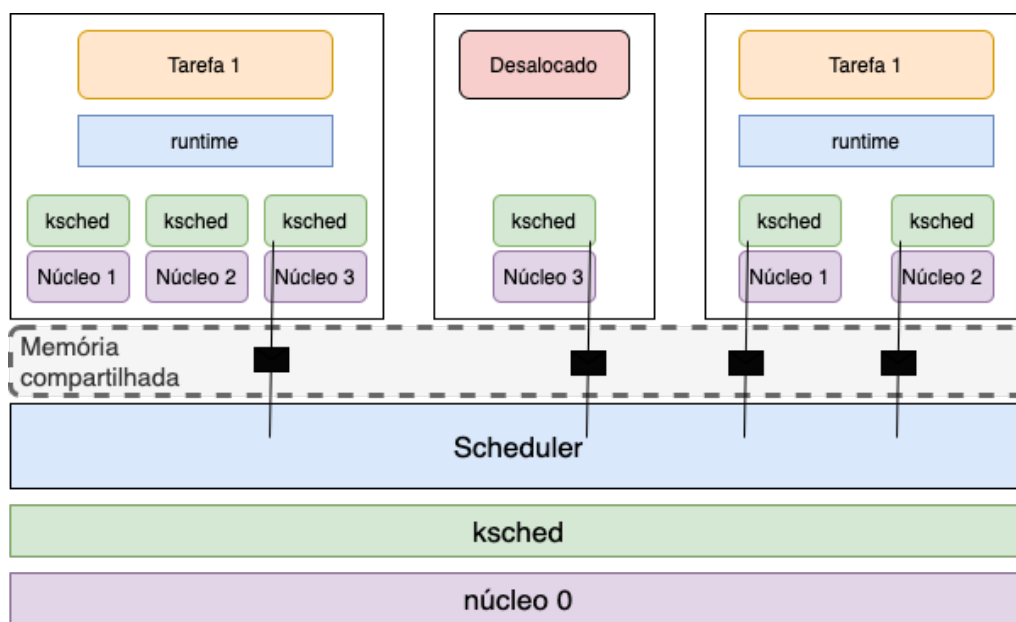 Tarefa 1
runtime
ksched
ksched
ksched
Núcleo 1
Núcleo 2
Núcleo 3
Desalocado
ksched
Núcleo 3
Tarefa 1
runtime
ksched
ksched
Núcleo 1
Núcleo 2
Memória
compartilhada
Scheduler
ksched
núcleo 0